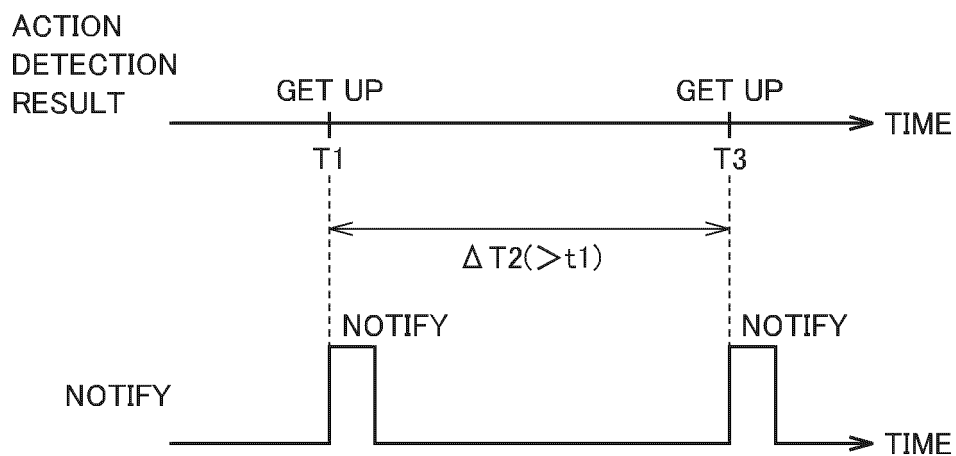 ACTION
DETECTION
RESULT
GET UP
GET UP
TIME
T1
T3
ΔT2(>t1)
NOTIFY
NOTIFY
NOTIFY
TIME